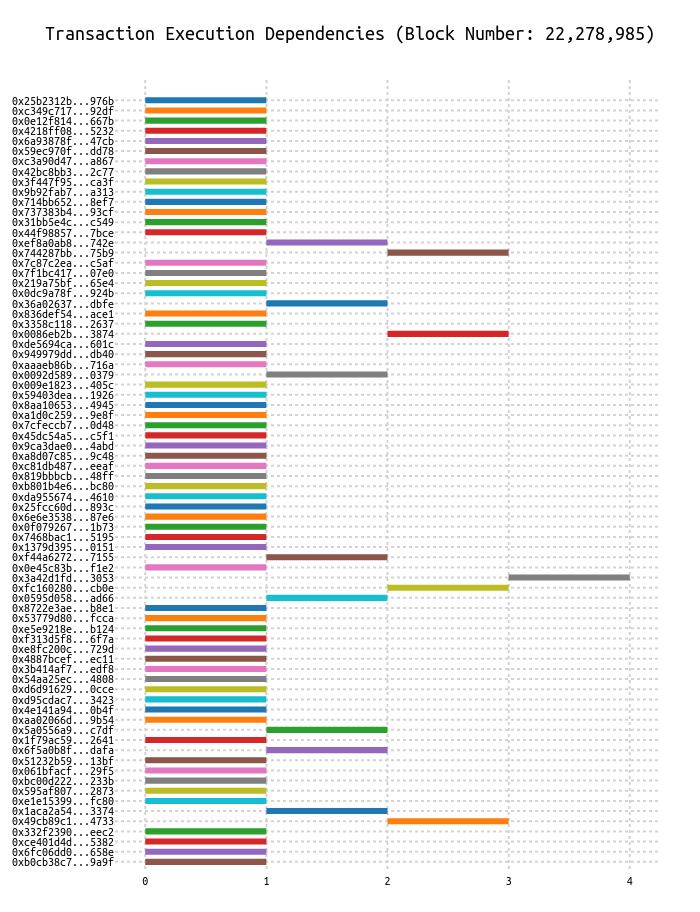 Transaction Execution Dependencies (Block Number: 22,278,985)
0x25b2312b...976b
0xc349c717...92df
0x0e12f814...667b
0x4218ff08...5232
0x6a93878f...47cb
0x59ec970f...dd78
0xc3a90d47...a867
0x42bc8bb3...2c77
0x3f447f95...ca3f
0x9b92fab7...a313
0x714bb652...8ef7
0x737383b4...93cf
0x31bb5e4c...c549
0x44f98857...7bce
0xef8a0ab8...742e
0x744287bb...75b9
0x7c87c2ea...c5af
0x7f1bc417...07e0
0x219a75bf...65e4
0x0dc9a78f...924b
0x36a02637...dbfe
0x836def54...ace1
0x3358c118...2637
0x0086eb2b...3874
0xde5694ca...601c
0x949979dd...db40
0xaaaeb86b...716a
0x0092d589...0379
0x009e1823...405c
0x59403dea...1926
0x8aa10653...4945
0xa1d0c259...9e8f
0x7cfeccb7...0d48
0x45dc54a5...c5f1
0x9ca3dae0...4abd
0xa8d07c85...9c48
0xc81db487...eeaf
0x819bbbcb...48ff
0xb801b4e6...bc80
0xda955674...4610
0x25fcc60d...893c
0x6e6e3538...87e6
0x0f079267...1b73
0x7468bac1...5195
0x1379d395...0151
0xf44a6272...7155
0x0e45c83b...f1e2
0x3a42d1fd...3053
0xfc160280...cb0e
0x0595d058...ad66
0x8722e3ae...b8e1
0x53779d80...fcca
0xe5e9218e...b124
0xf313d5f8...6f7a
0xe8fc200c...729d
0x4887bcef...ec11
0x3b414af7...edf8
0x54aa25ec...4808
0xd6d91629...0cce
0xd95cdac7...3423
0x4e141a94...0b4f
0xaa02066d...9b54
0x5a0556a9...c7df
0x1f79ac59...2641
0x6f5a0b8f...dafa
0x51232b59...13bf
0x061bfacf...29f5
0xbc00d222...233b
0x595af807...2873
0xe1e15399...fc80
0x1aca2a54...3374
0x49cb89c1...4733
0x332f2390...eec2
0xce401d4d...5382
0x6fc06dd0...658e
0xb0cb38c7...9a9f
0 1 2 3 4